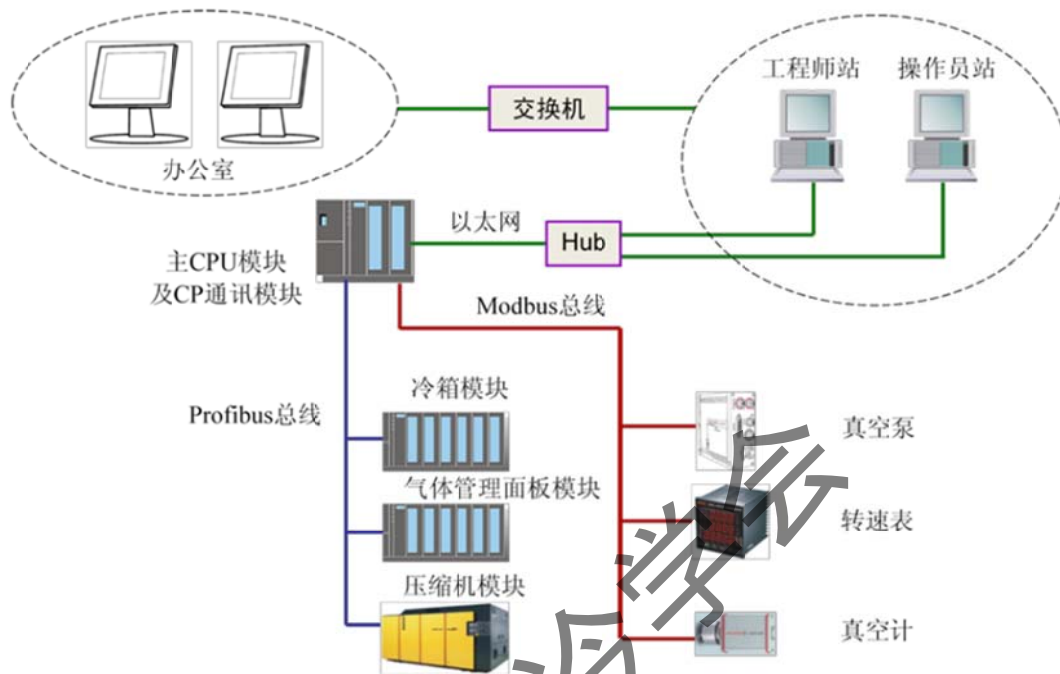 工程师站
操作员站
交换机
办公室
以太网
Hub
主CPU模块
及CP通讯模块
Modbus总线
冷箱模块
Profibus总线
真空泵
气体管理面板模块
转速表
压缩机模块
真空计
冷学会